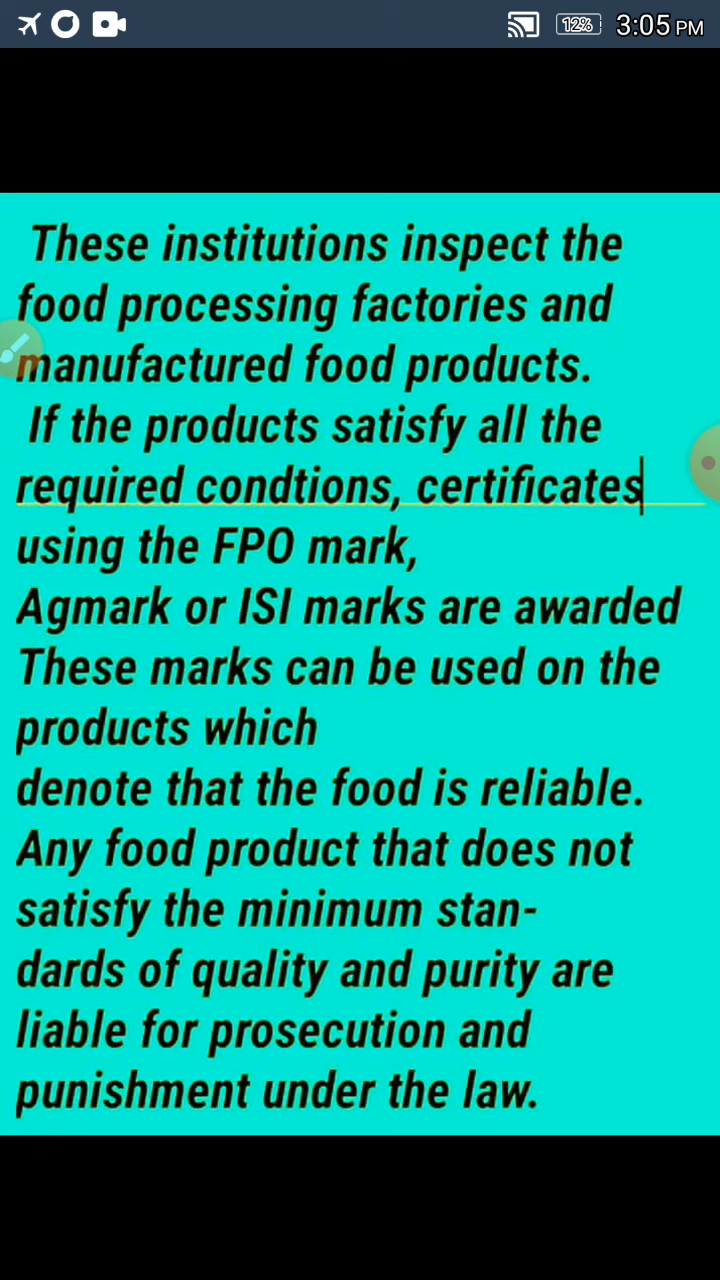 12% 3:05 PM
These institutions inspect the
food processing factories and
manufactured food products.
If the products satisfy all the
required condtions, certificates
using the FPO mark,
Agmark or ISI marks are awarded
These marks can be used on the
products which
denote that the food is reliable.
Any food product that does not
satisfy the minimum stan-
dards of quality and purity are
liable for prosecution and
punishment under the law.